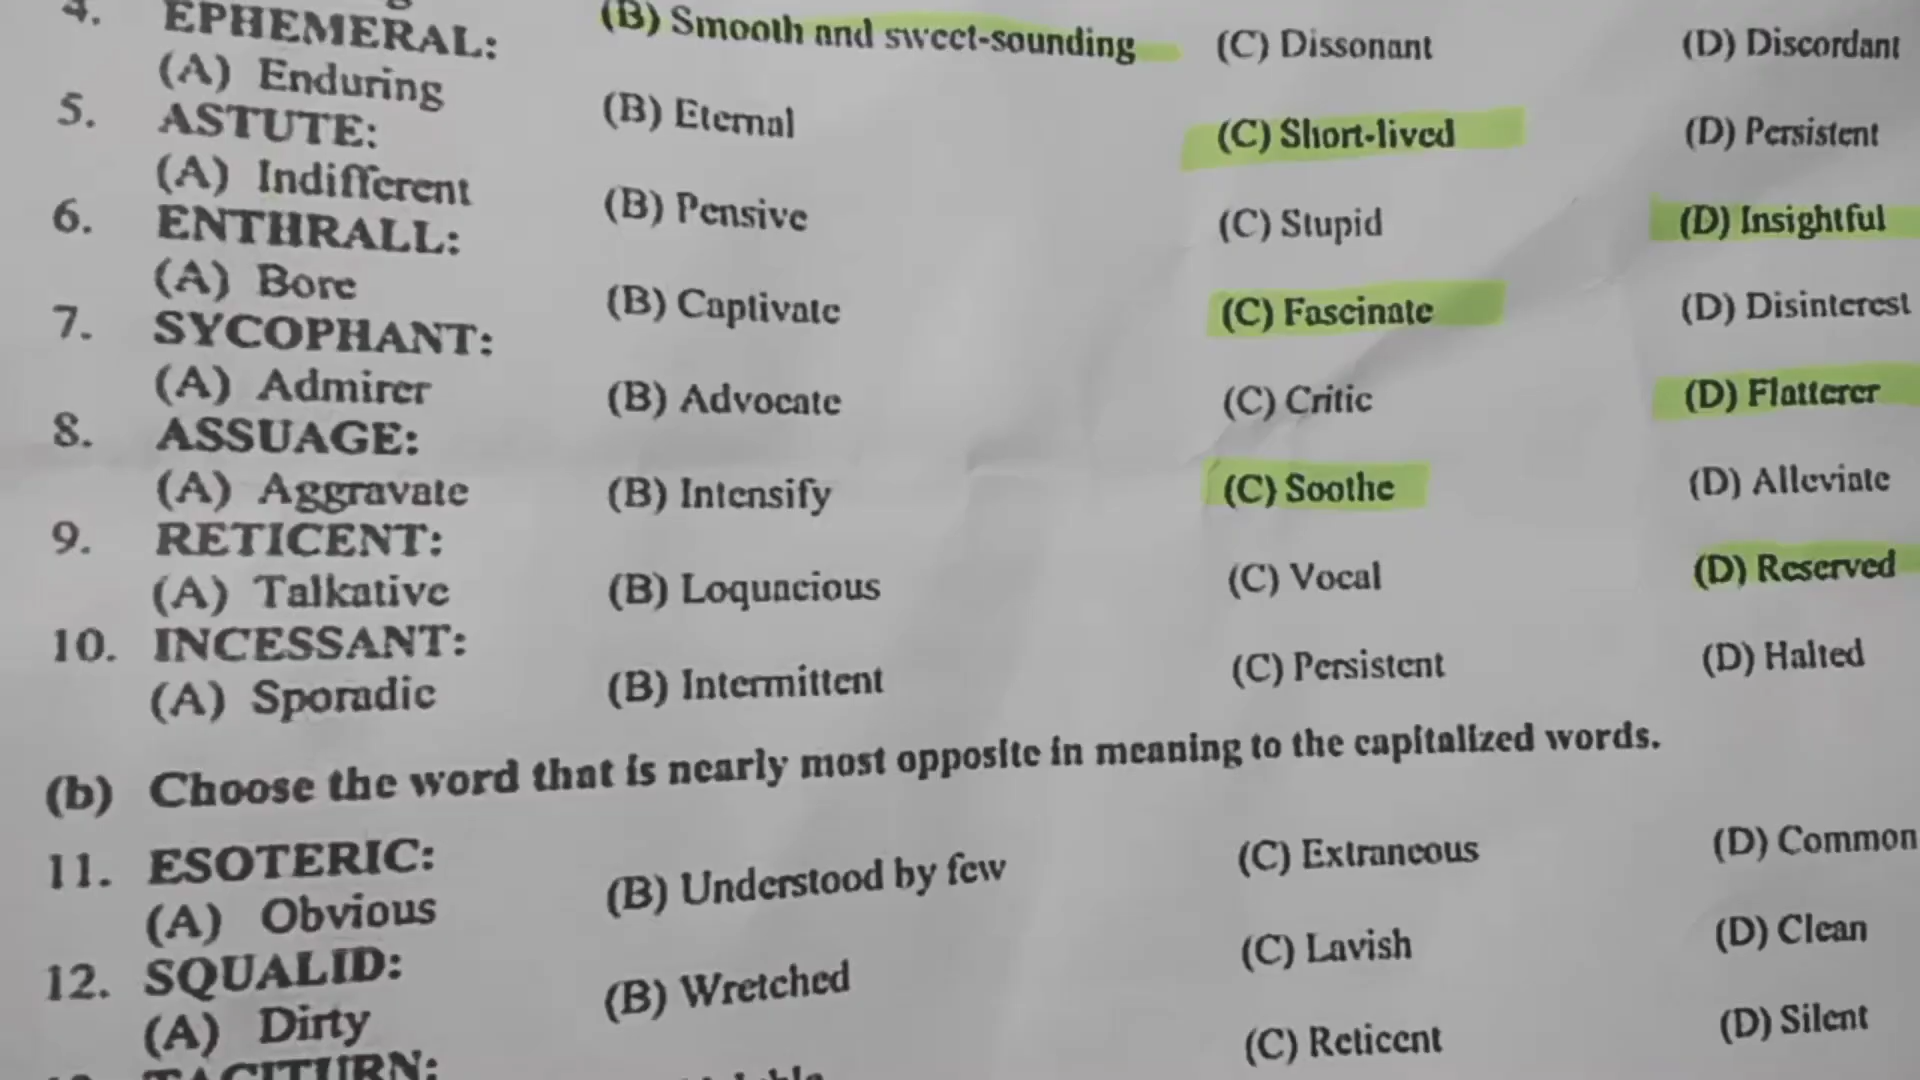 4. EPHEMERAL: (B) Smooth and sweet-sounding (C) Dissonant (D) Discordant
(A) Enduring (B) Eternal (C) Short-lived (D) Persistent
5. ASTUTE:
(A) Indifferent (B) Pensive (C) Stupid (D) Insightful
6. ENTHRALL:
(A) Bore (B) Captivate (C) Fascinate (D) Disinterest
7. SYCOPHANT:
(A) Admirer (B) Advocate (C) Critic (D) Flatterer
8. ASSUAGE:
(A) Aggravate (B) Intensify (C) Soothe (D) Alleviate
9. RETICENT:
(A) Talkative (B) Loquacious (C) Vocal (D) Reserved
10. INCESSANT:
(A) Sporadic (B) Intermittent (C) Persistent (D) Halted
(b) Choose the word that is nearly most opposite in meaning to the capitalized words.
11. ESOTERIC:
(A) Obvious (B) Understood by few (C) Extraneous (D) Common
12. SQUALID:
(A) Dirty (B) Wretched (C) Lavish (D) Clean
TACITURN:
(C) Reticent (D) Silent